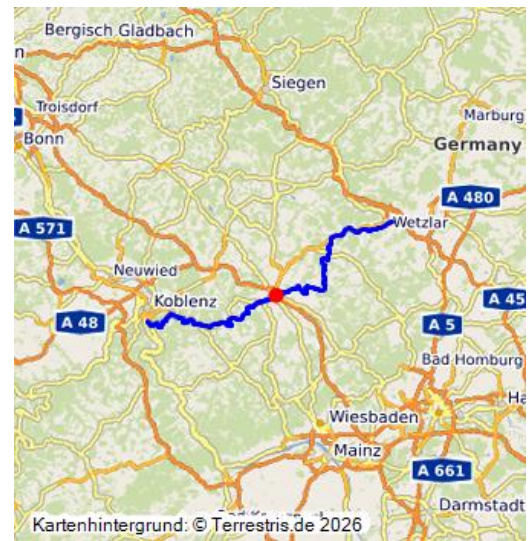 Bergisch Gladbach
n
Siegen
Troisdorf
Marburg
Bonn
Germany
A 480
A 571
Wetzlar
Neuwied
Koblenz
A 45
A 48
A 5
Bad Homburg
Ha
Wiesbaden
Mainz
A 661
Darmstadt
Kartenhintergrund: © Terrestris.de 2026